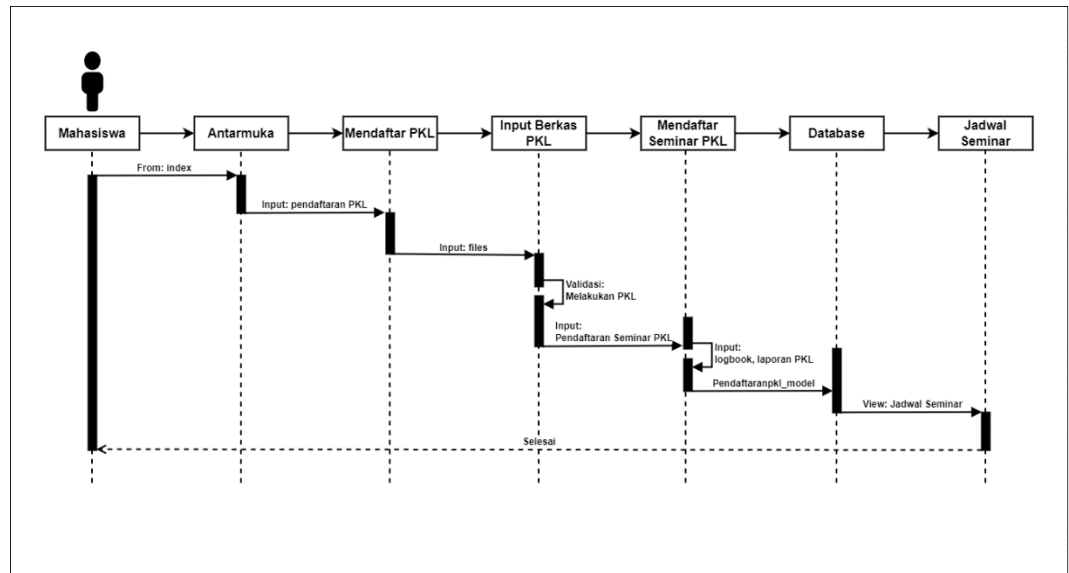 Mahasiswa
Antarmuka
Mendaftar PKL
Input Berkas
PKL
Mendaftar
Seminar PKL
Database
Jadwal
Seminar
From: index
Input: pendaftaran PKL
Input: files
Validasi:
Melakukan PKL
Input:
Pendaftaran Seminar PKL
Input:
logbook, laporan PKL
Pendaftaranpkl_model
View: Jadwal Seminar
Selesai